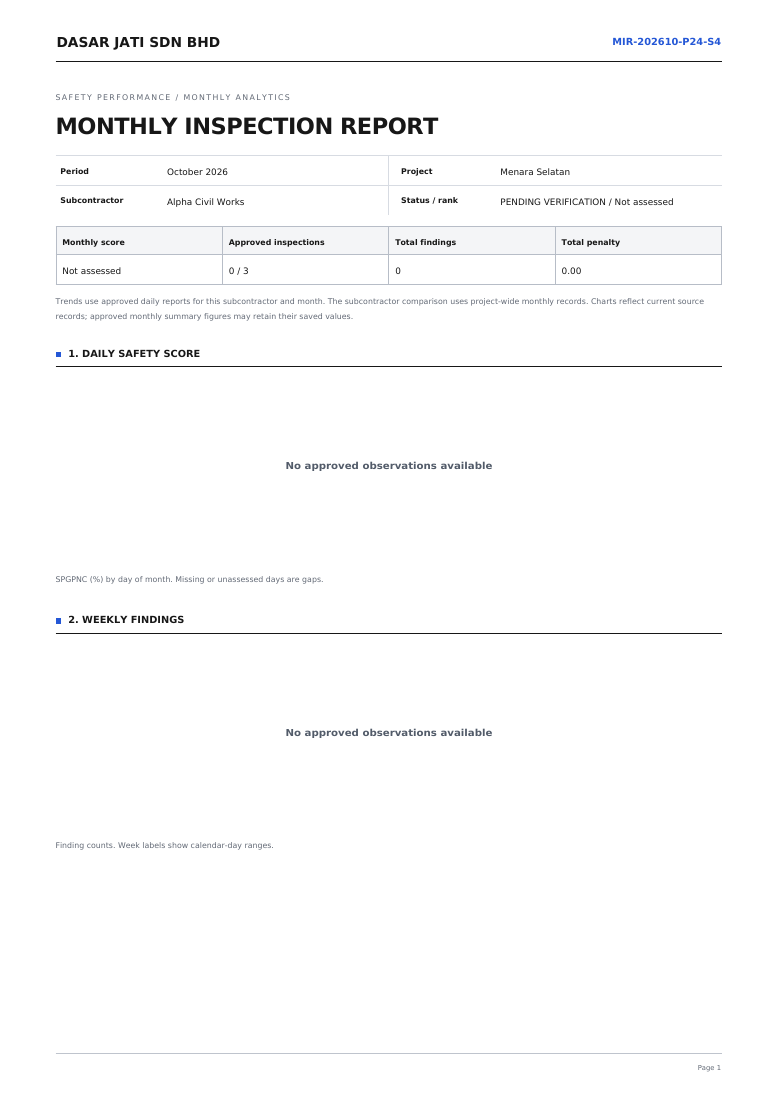 DASAR JATI SDN BHD
MIR-202610-P24-S4
SAFETY PERFORMANCE / MONTHLY ANALYTICS
MONTHLY INSPECTION REPORT
Period October 2026 Project Menara Selatan
Subcontractor Alpha Civil Works Status / rank PENDING VERIFICATION / Not assessed
Monthly score Approved inspections Total findings Total penalty
Not assessed 0 / 3 0 0.00
Trends use approved daily reports for this subcontractor and month. The subcontractor comparison uses project-wide monthly records. Charts reflect current source
records; approved monthly summary figures may retain their saved values.
1. DAILY SAFETY SCORE
No approved observations available
SPGPNC (%) by day of month. Missing or unassessed days are gaps.
2. WEEKLY FINDINGS
No approved observations available
Finding counts. Week labels show calendar-day ranges.
Page 1